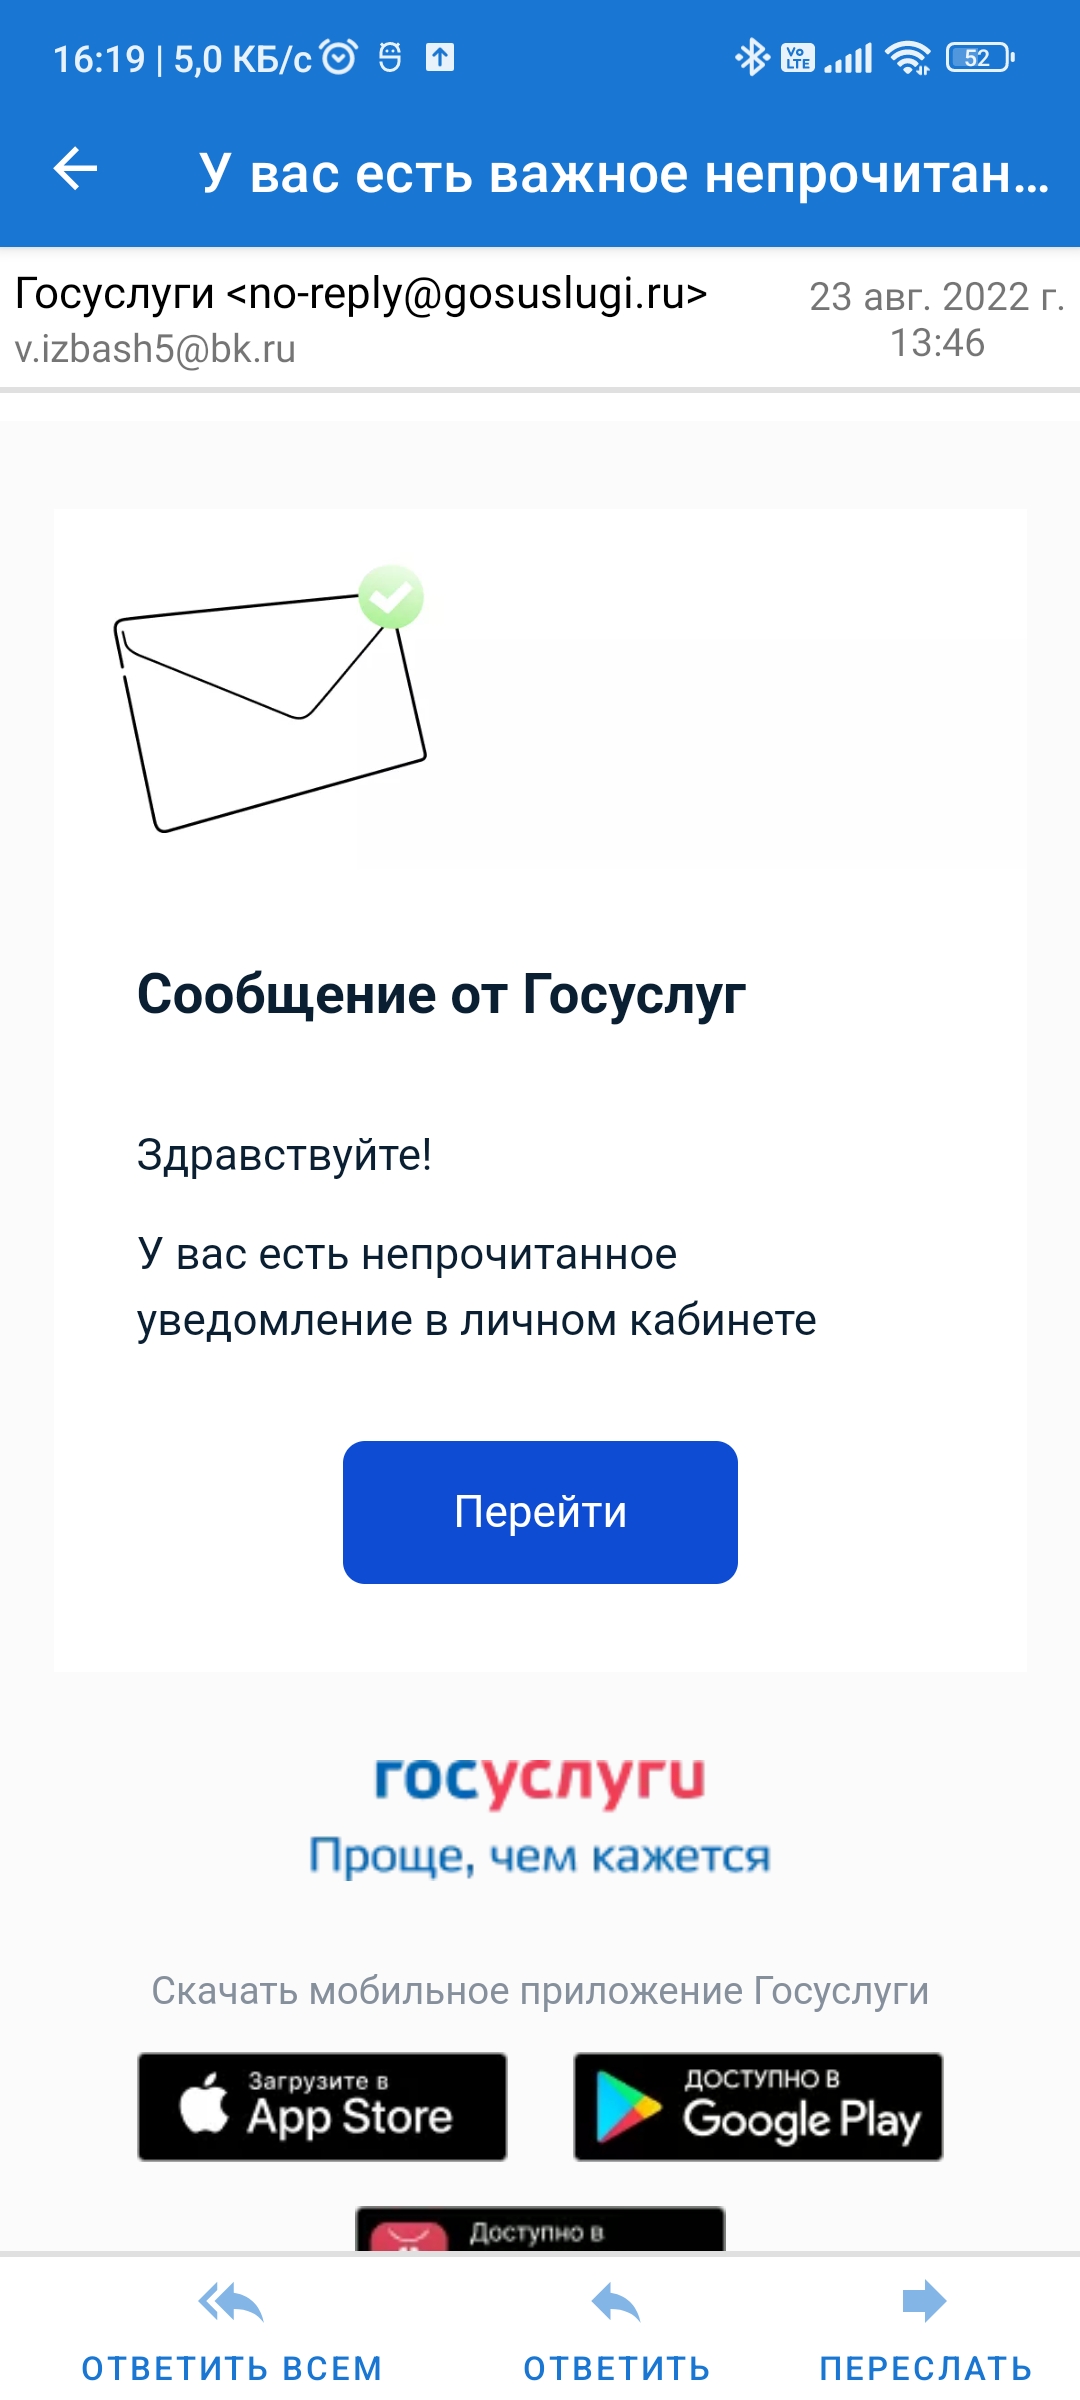 16:19 | 5,0 КБ/с
Vo LTE
52
У вас есть важное непрочитан...
Госуслуги <no-reply@gosuslugi.ru>
23 авг. 2022 г.
v.izbash5@bk.ru
13:46
Сообщение от Госуслуг
Здравствуйте!
У вас есть непрочитанное
уведомление в личном кабинете
Перейти
госуслуги
Проще, чем кажется
Скачать мобильное приложение Госуслуги
Загрузите в
App Store
ДОСТУПНО В
Google Play
Доступно в
ОТВЕТИТЬ ВСЕМ
ОТВЕТИТЬ
ПЕРЕСЛАТЬ